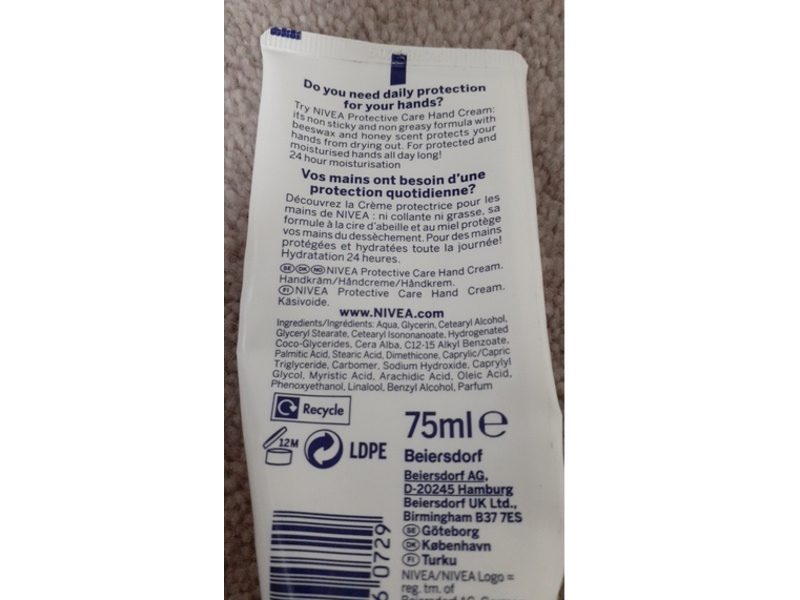 Do you need daily protection
for your hands?
Try NIVEA Protective Care Hand Cream:
its non sticky and non greasy formula with
beeswax and honey scent protects your
hands from drying out. For protected and
moisturised hands all day long!
24 hour moisturisation
Vos mains ont besoin d'une
protection quotidienne?
Découvrez la Crème protectrice pour les
mains de NIVEA : ni collante ni grasse, sa
formule à la cire d'abeille et au miel protège
vos mains du dessèchement. Pour des mains
protégées et hydratées toute la journée!
Hydratation 24 heures.
SE DK NO NIVEA Protective Care Hand Cream.
Handkräm/Håndcreme/Håndkrem.
FI NIVEA Protective Care Hand Cream.
Käsivoide.
www.NIVEA.com
Ingredients/Ingrédients: Aqua, Glycerin, Cetearyl Alcohol,
Glyceryl Stearate, Cetearyl Isononanoate, Hydrogenated
Coco-Glycerides, Cera Alba, C12-15 Alkyl Benzoate,
Palmitic Acid, Stearic Acid, Dimethicone, Caprylic/Capric
Triglyceride, Carbomer, Sodium Hydroxide, Caprylyl
Glycol, Myristic Acid, Arachidic Acid, Oleic Acid,
Phenoxyethanol, Linalool, Benzyl Alcohol, Parfum
Recycle
12M
LDPE
75ml e
Beiersdorf
Beiersdorf AG,
D-20245 Hamburg
Beiersdorf UK Ltd.,
Birmingham B37 7ES
SE Göteborg
DK København
FI Turku
NIVEA/NIVEA Logo =
reg. tm. of
Beiersdorf AG,
6 0729